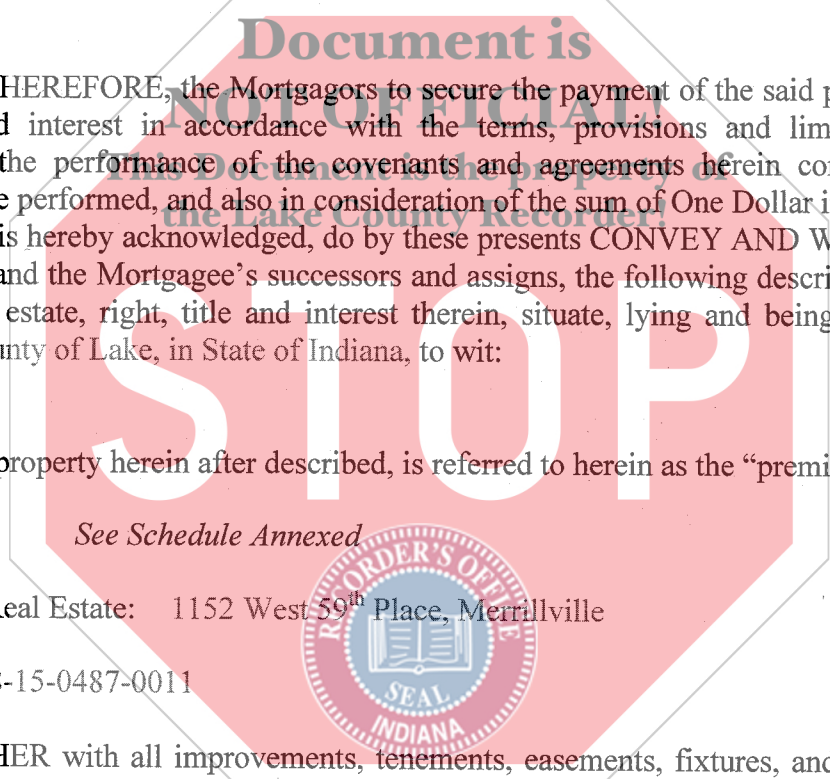 Document is
HEREFORE, the Mortgagors to secure the payment of the said p
NOT OFFICIAL!
d interest in accordance with the terms, provisions and lim
the performance of the covenants and agreements herein co
This Document is the property of
e performed, and also in consideration of the sum of One Dollar i
the Lake County Recorder!
is hereby acknowledged, do by these presents CONVEY AND W
and the Mortgagee's successors and assigns, the following descri
estate, right, title and interest therein, situate, lying and being
unty of Lake, in State of Indiana, to wit:
STOP
property herein after described, is referred to herein as the “premi
See Schedule Annexed
RECORDER'S OFFICE
eal Estate: 1152 West 59th Place, Merrillville
-15-0487-0011
SEAL
INDIANA
HER with all improvements, tenements, easements, fixtures, and